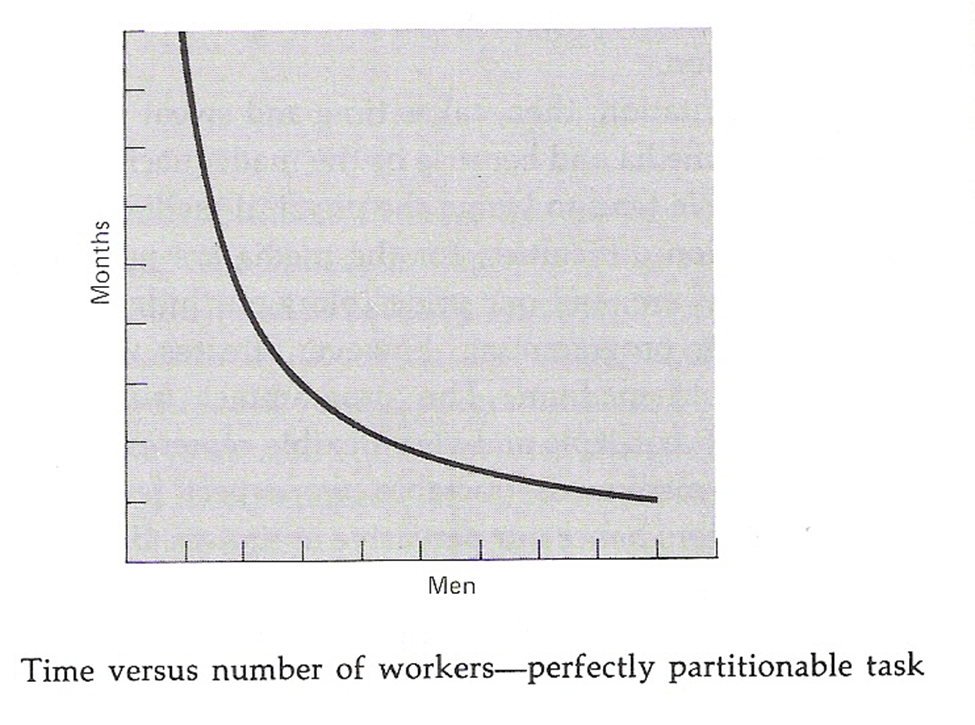 Months
Men
Time versus number of workers—perfectly partitionable task